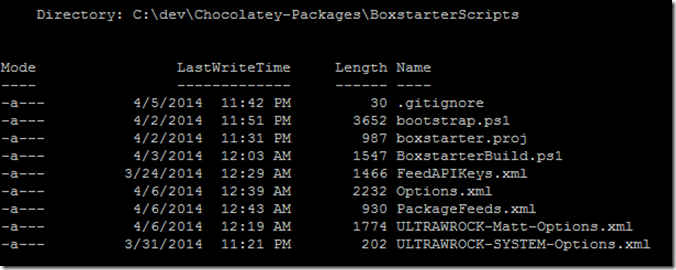 Directory: C:\dev\Chocolatey-Packages\BoxstarterScripts
Mode LastWriteTime Length Name
---- ------------- ------ ----
-a--- 4/5/2014 11:42 PM 30 .gitignore
-a--- 4/2/2014 11:51 PM 3652 bootstrap.ps1
-a--- 4/2/2014 11:31 PM 987 boxstarter.proj
-a--- 4/3/2014 12:03 AM 1547 BoxstarterBuild.ps1
-a--- 3/24/2014 12:29 AM 1466 FeedAPIKeys.xml
-a--- 4/6/2014 12:39 AM 2232 Options.xml
-a--- 4/6/2014 12:43 AM 930 PackageFeeds.xml
-a--- 4/6/2014 12:19 AM 1774 ULTRAWROCK-Matt-Options.xml
-a--- 3/31/2014 11:21 PM 202 ULTRAWROCK-SYSTEM-Options.xml